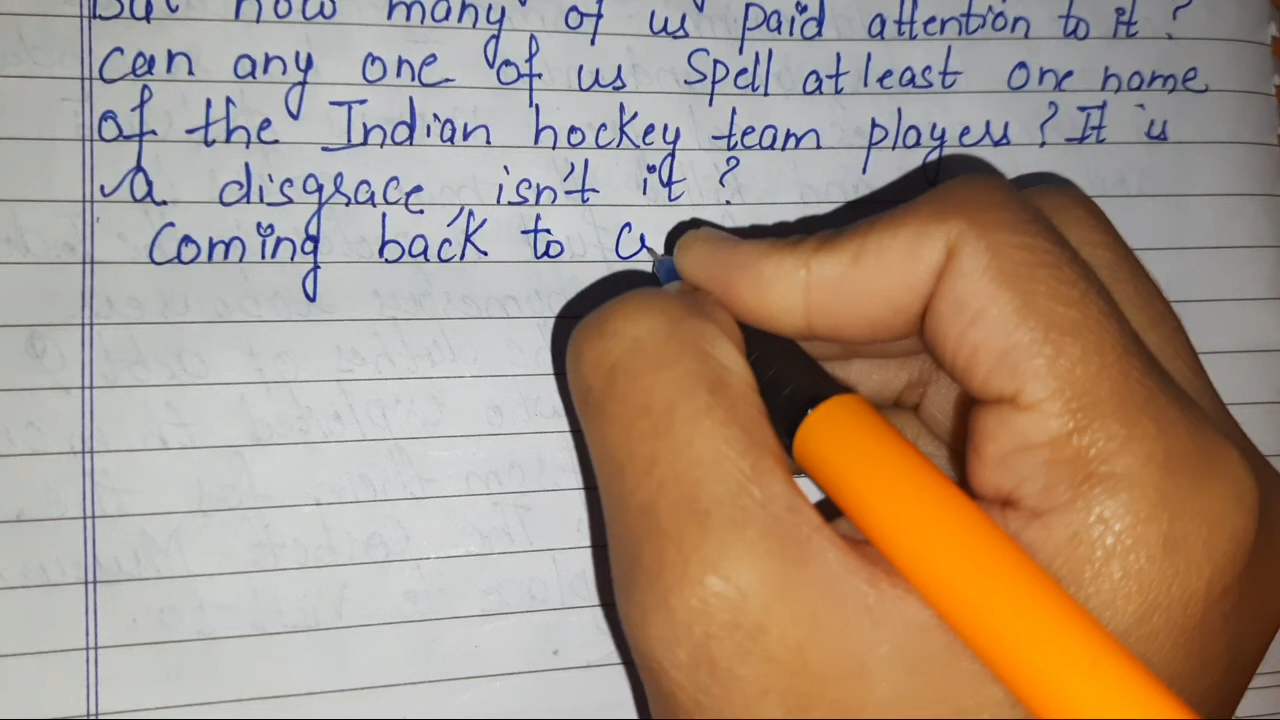 But how many of us paid attention to it?
can any one of us Spell atleast one name
of the Indian hockey team players? It is
a disgrace, isn't it?
Coming back to